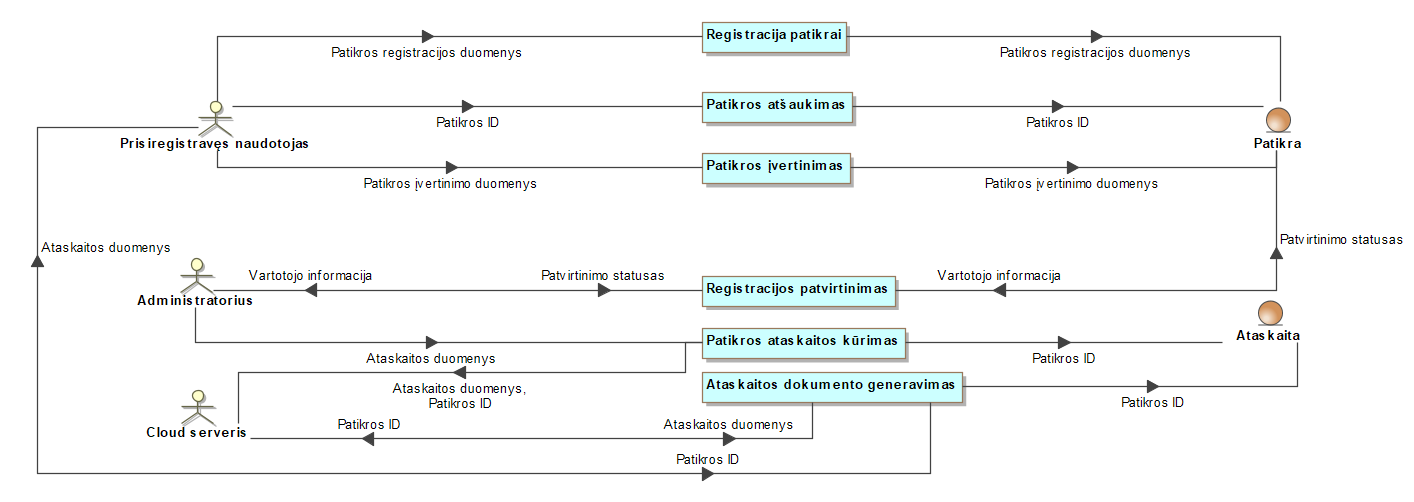 Registracija patikrai
Patikros registracijos duomenys
Patikros registracijos duomenys
Patikros atšaukimas
Patikros ID
Patikros ID
Prisiregistravęs naudotojas
Patikra
Patikros įvertinimas
Patikros įvertinimo duomenys
Patikros įvertinimo duomenys
Ataskaitos duomenys
Patvirtinimo statusas
Vartotojo informacija
Patvirtinimo statusas
Vartotojo informacija
Administratorius
Registracijos patvirtinimas
Ataskaita
Patikros ataskaitos kūrimas
Ataskaitos duomenys
Patikros ID
Ataskaitos duomenys,
Patikros ID
Ataskaitos dokumento generavimas
Patikros ID
Cloud serveris
Patikros ID
Ataskaitos duomenys
Patikros ID